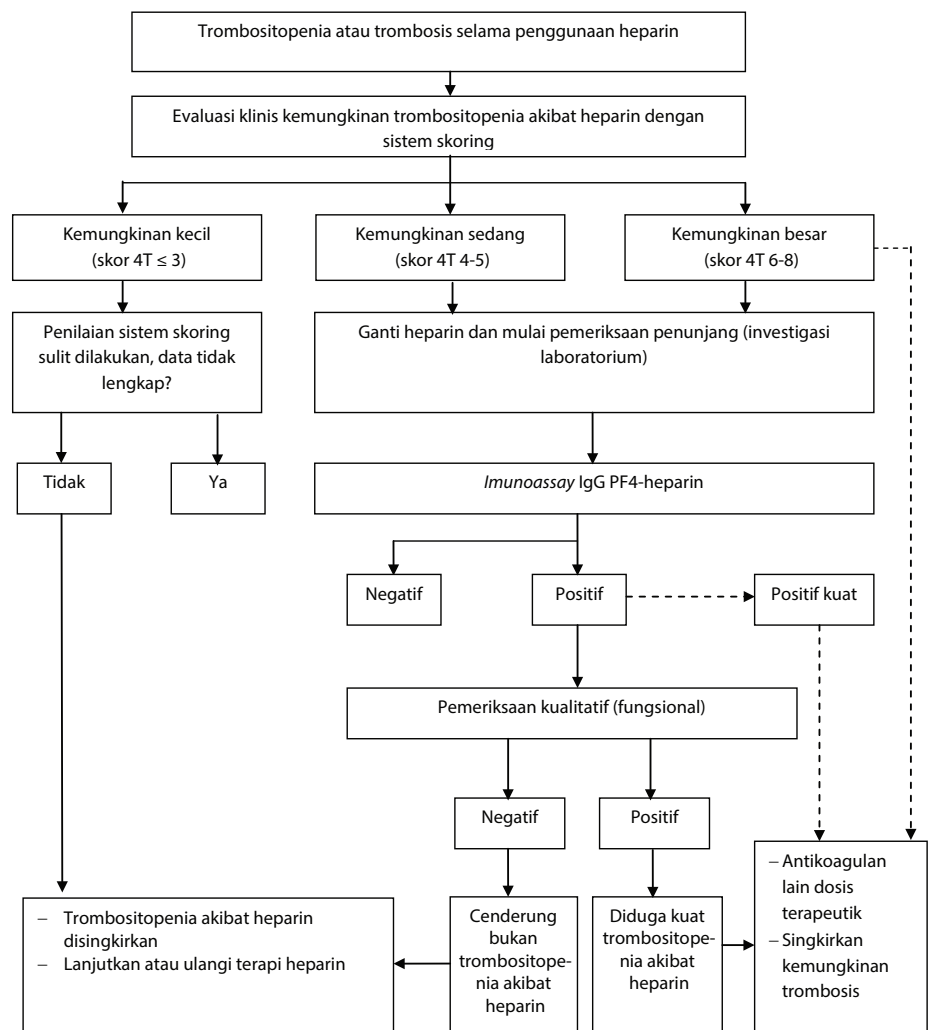 Trombositopenia atau trombosis selama penggunaan heparin
Evaluasi klinis kemungkinan trombositopenia akibat heparin dengan
sistem skoring
Kemungkinan kecil
(skor 4T ≤ 3)
Kemungkinan sedang
(skor 4T 4-5)
Kemungkinan besar
(skor 4T 6-8)
Penilaian sistem skoring
sulit dilakukan, data tidak
lengkap?
Ganti heparin dan mulai pemeriksaan penunjang (investigasi
laboratorium)
Tidak
Ya
Imunoassay IgG PF4-heparin
Negatif
Positif
Positif kuat
Pemeriksaan kualitatif (fungsional)
Negatif
Positif
– Trombositopenia akibat heparin
disingkirkan
– Lanjutkan atau ulangi terapi heparin
Cenderung
bukan
trombositope-
nia akibat
heparin
Diduga kuat
trombositope-
nia akibat
heparin
– Antikoagulan
lain dosis
terapeutik
– Singkirkan
kemungkinan
trombosis